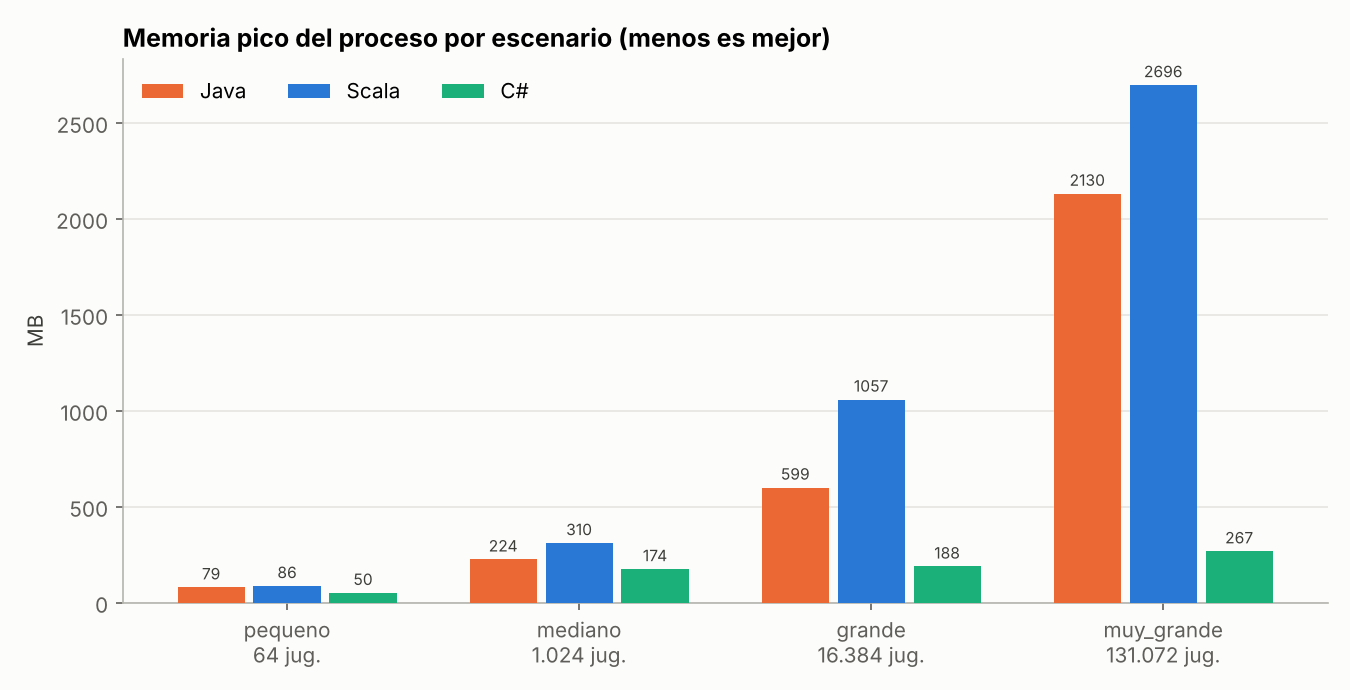 Memoria pico del proceso por escenario (menos es mejor)
Java Scala C#
2696
2500
2130
2000
MB
1500
1057
1000
599
500
79 86 50
224 310 174
188
267
0
pequeno mediano grande muy_grande
64 jug. 1.024 jug. 16.384 jug. 131.072 jug.